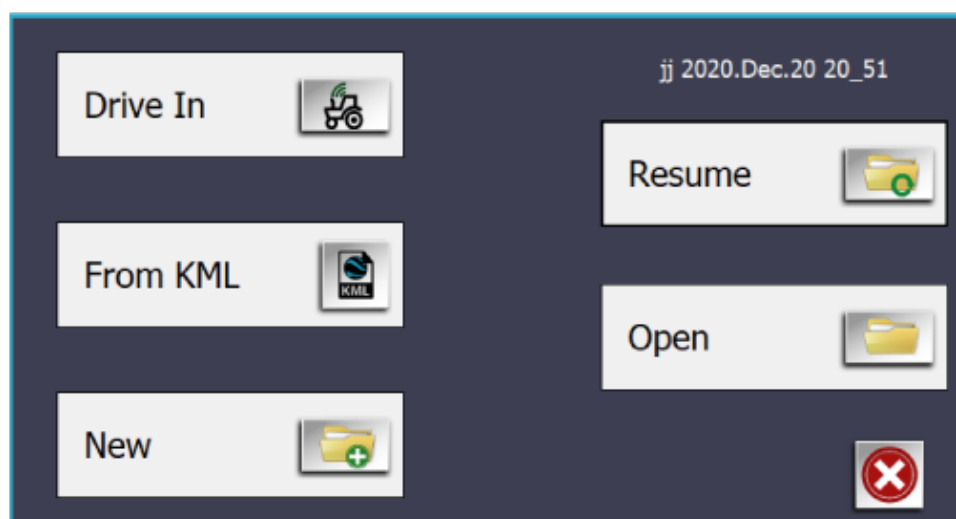 Drive In
From KML
KML
New
jj 2020.Dec.20 20_51
Resume
Open